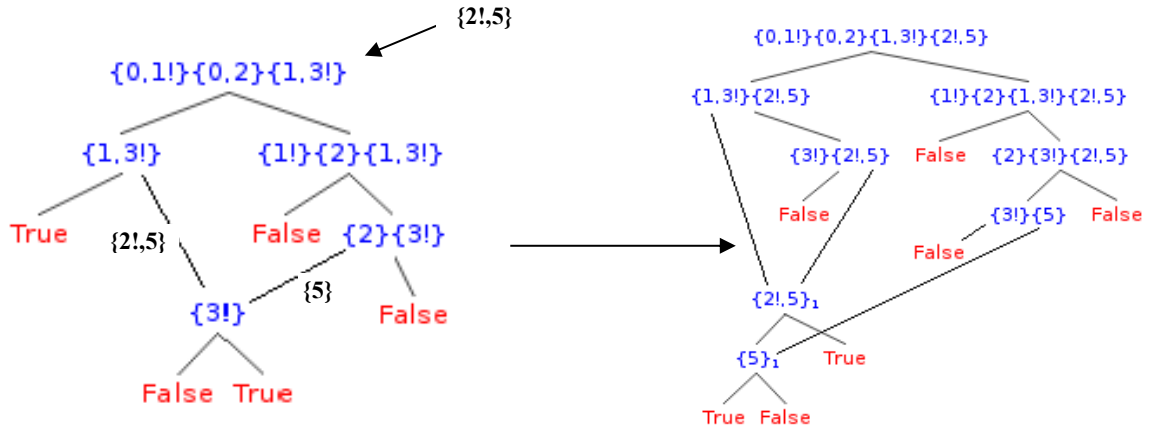 {2!,5}
{0,1!}{0,2}{1,3!}
{1,3!} {1!}{2}{1,3!}
True {2!,5} False {2}{3!}
{5}
{3!} False
False True
{0,1!}{0,2}{1,3!}{2!,5}
{1,3!}{2!,5} {1!}{2}{1,3!}{2!,5}
{3!}{2!,5} False {2}{3!}{2!,5}
False {3!}{5} False
False
{2!,5}₁
{5}₁ True
True False